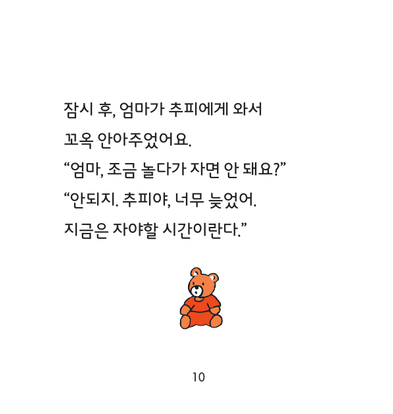 잠시 후, 엄마가 추피에게 와서
꼬옥 안아주었어요.
“엄마, 조금 놀다가 자면 안 돼요?”
“안되지. 추피야, 너무 늦었어.
지금은 자야할 시간이란다.”
10